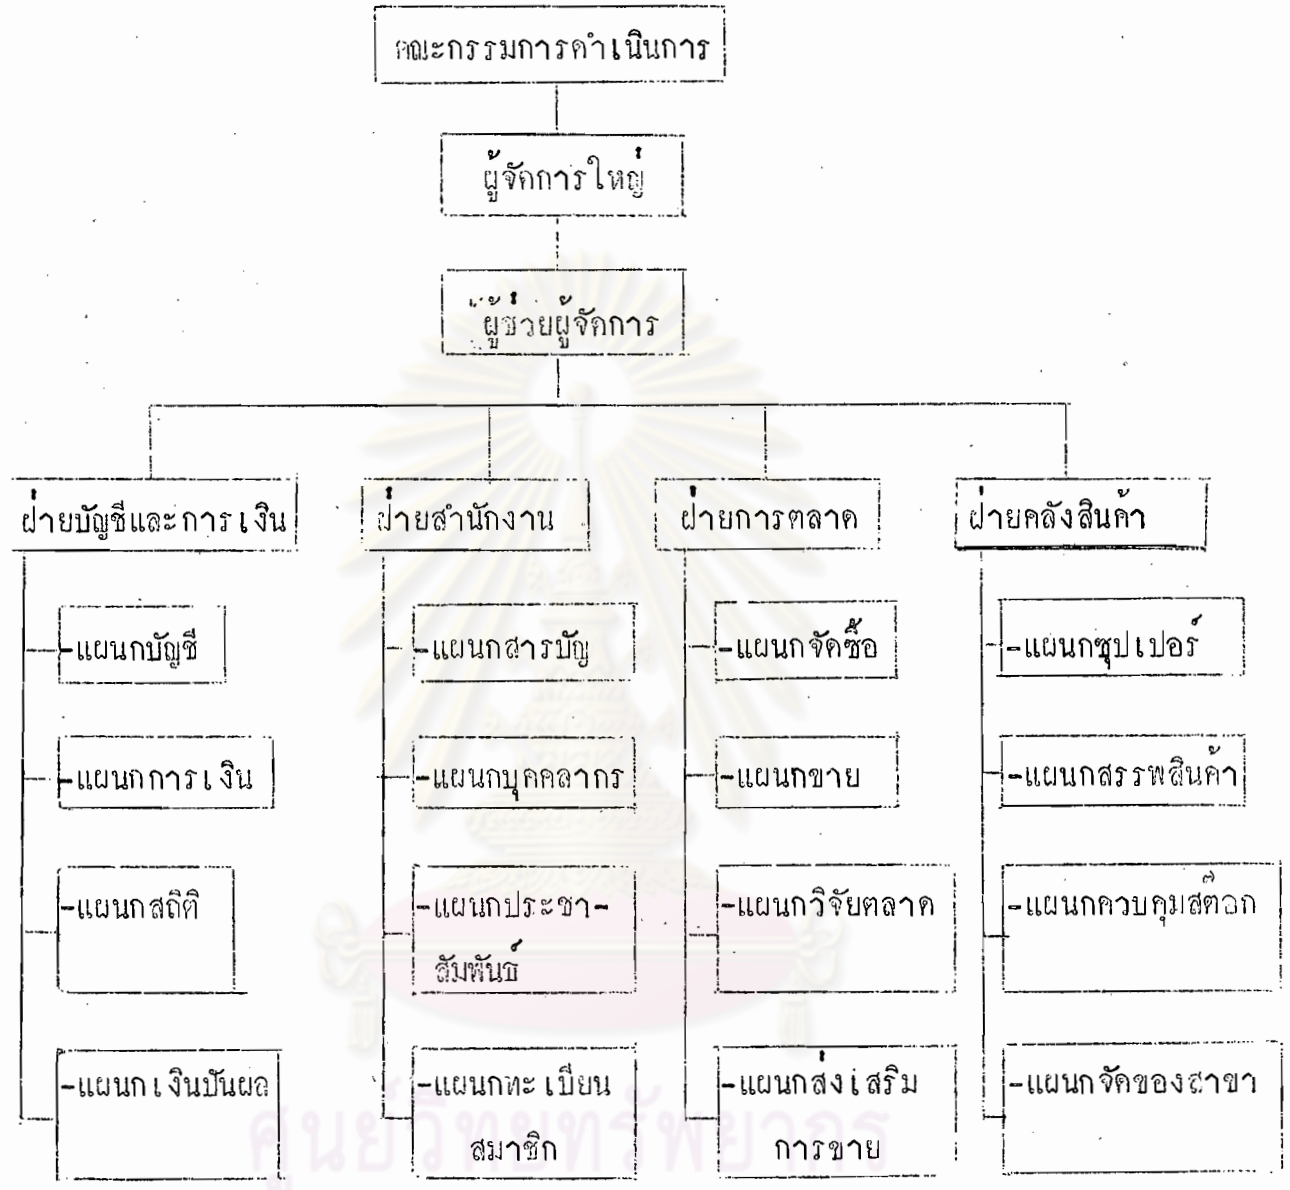 คณะกรรมการดำเนินการ
ผู้จัดการใหญ่
ผู้ช่วยผู้จัดการ
ฝ่ายบัญชีและการเงิน
ฝ่ายสำนักงาน
ฝ่ายการตลาด
ฝ่ายคลังสินค้า
-แผนกบัญชี
-แผนกสารบัญ
-แผนกจัดซื้อ
-แผนกซุปเปอร์
-แผนกการเงิน
-แผนกบุคคลากร
-แผนกขาย
-แผนกสรรพสินค้า
-แผนกสถิติ
-แผนกประชา-
สัมพันธ์
-แผนกวิจัยตลาด
-แผนกควบคุมสต๊อก
-แผนกเงินปันผล
-แผนกทะเบียน
สมาชิก
-แผนกส่งเสริม
การขาย
-แผนกจัดของสาขา
ศูนย์วิทยทรัพยากร